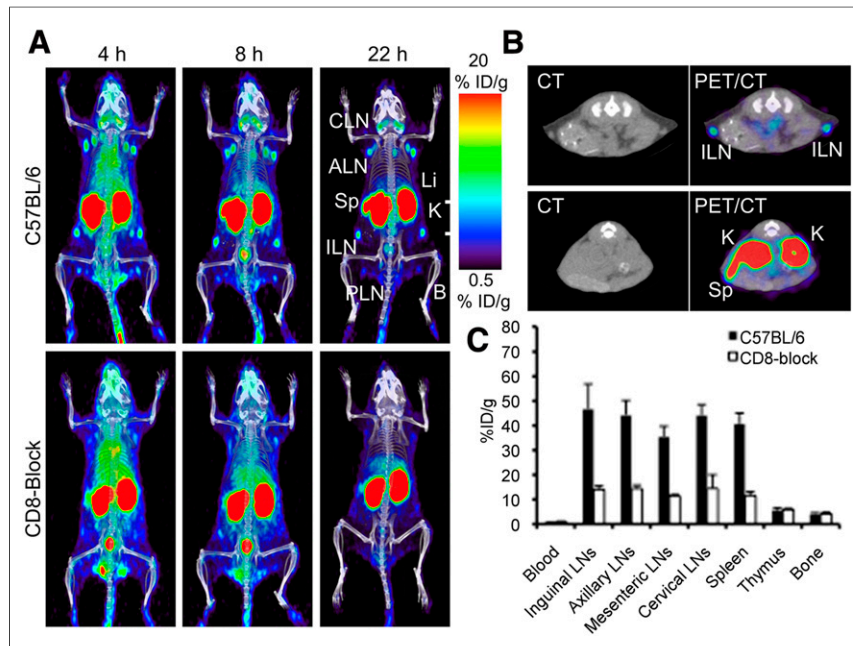 A
4 h
8 h
22 h
C57BL/6
CD8-Block
CLN
ALN
Li
Sp
K
ILN
PLN
B
20
% ID/g
0.5
% ID/g
B
CT
PET/CT
ILN
ILN
CT
PET/CT
K
K
Sp
C
C57BL/6
CD8-block
%ID/g
80
70
60
50
40
30
20
10
0
Blood
Inguinal LNs
Axillary LNs
Mesenteric LNs
Cervical LNs
Spleen
Thymus
Bone